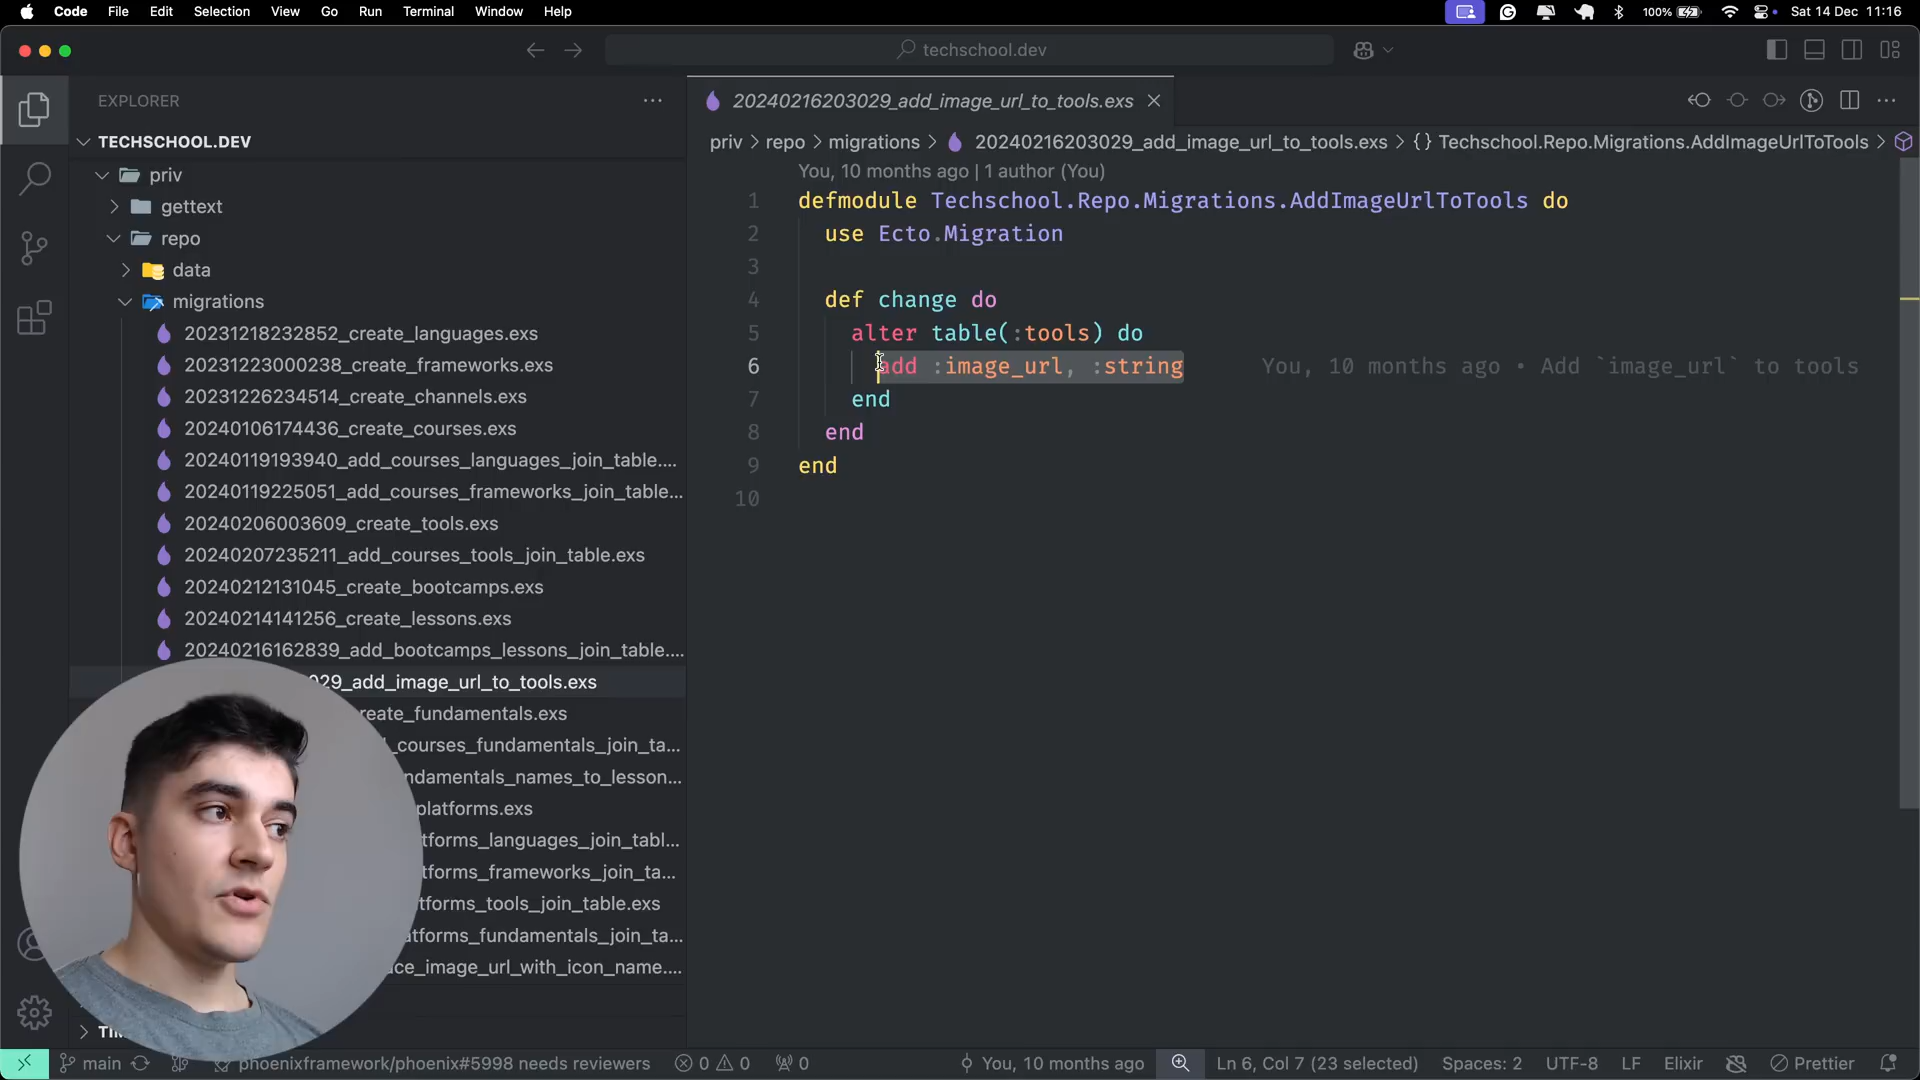 Code File Edit Selection View Go Run Terminal Window Help
100% Sat 14 Dec 11:16
techschool.dev
EXPLORER
20240216203029_add_image_url_to_tools.exs
TECHSCHOOL.DEV
priv > repo > migrations > 20240216203029_add_image_url_to_tools.exs > {} Techschool.Repo.Migrations.AddImageUrlToTools >
priv
gettext
repo
data
migrations
20231218232852_create_languages.exs
20231223000238_create_frameworks.exs
20231226234514_create_channels.exs
20240106174436_create_courses.exs
20240119193940_add_courses_languages_join_table....
20240119225051_add_courses_frameworks_join_table...
20240206003609_create_tools.exs
20240207235211_add_courses_tools_join_table.exs
20240212131045_create_bootcamps.exs
20240214141256_create_lessons.exs
20240216162839_add_bootcamps_lessons_join_table....
29_add_image_url_to_tools.exs
reate_fundamentals.exs
_courses_fundamentals_join_ta...
ndamentals_names_to_lesson...
platforms.exs
tforms_languages_join_tabl...
tforms_frameworks_join_ta...
tforms_tools_join_table.exs
atforms_fundamentals_join_ta...
ce_image_url_with_icon_name....
You, 10 months ago | 1 author (You)
1 defmodule Techschool.Repo.Migrations.AddImageUrlToTools do
2 use Ecto.Migration
3
4 def change do
5 alter table(:tools) do
6 add :image_url, :string You, 10 months ago • Add `image_url` to tools
7 end
8 end
9 end
10
main phoenixframework/phoenix#5998 needs reviewers 0 0 0 You, 10 months ago Ln 6, Col 7 (23 selected) Spaces: 2 UTF-8 LF Elixir Prettier